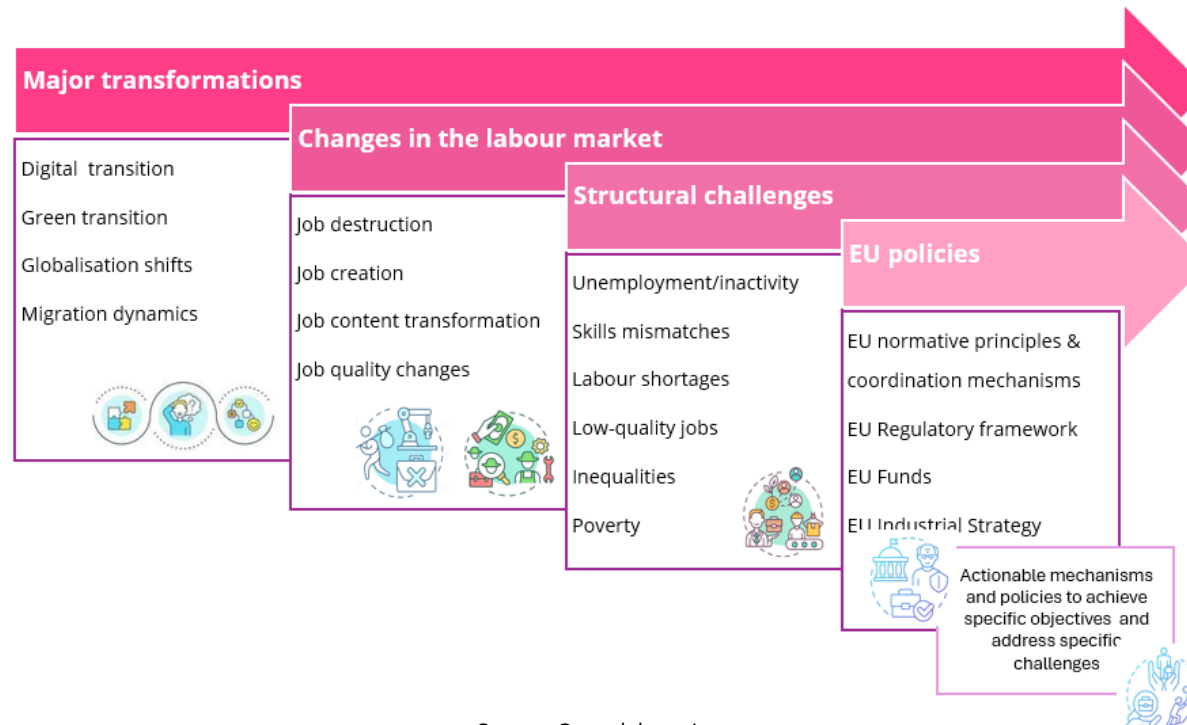 Major transformations
Digital transition
Green transition
Globalisation shifts
Migration dynamics
Changes in the labour market
Job destruction
Job creation
Job content transformation
Job quality changes
Structural challenges
Unemployment/inactivity
Skills mismatches
Labour shortages
Low-quality jobs
Inequalities
Poverty
EU policies
EU normative principles &
coordination mechanisms
EU Regulatory framework
EU Funds
EU Industrial Strategy
Actionable mechanisms
and policies to achieve
specific objectives and
address specific
challenges